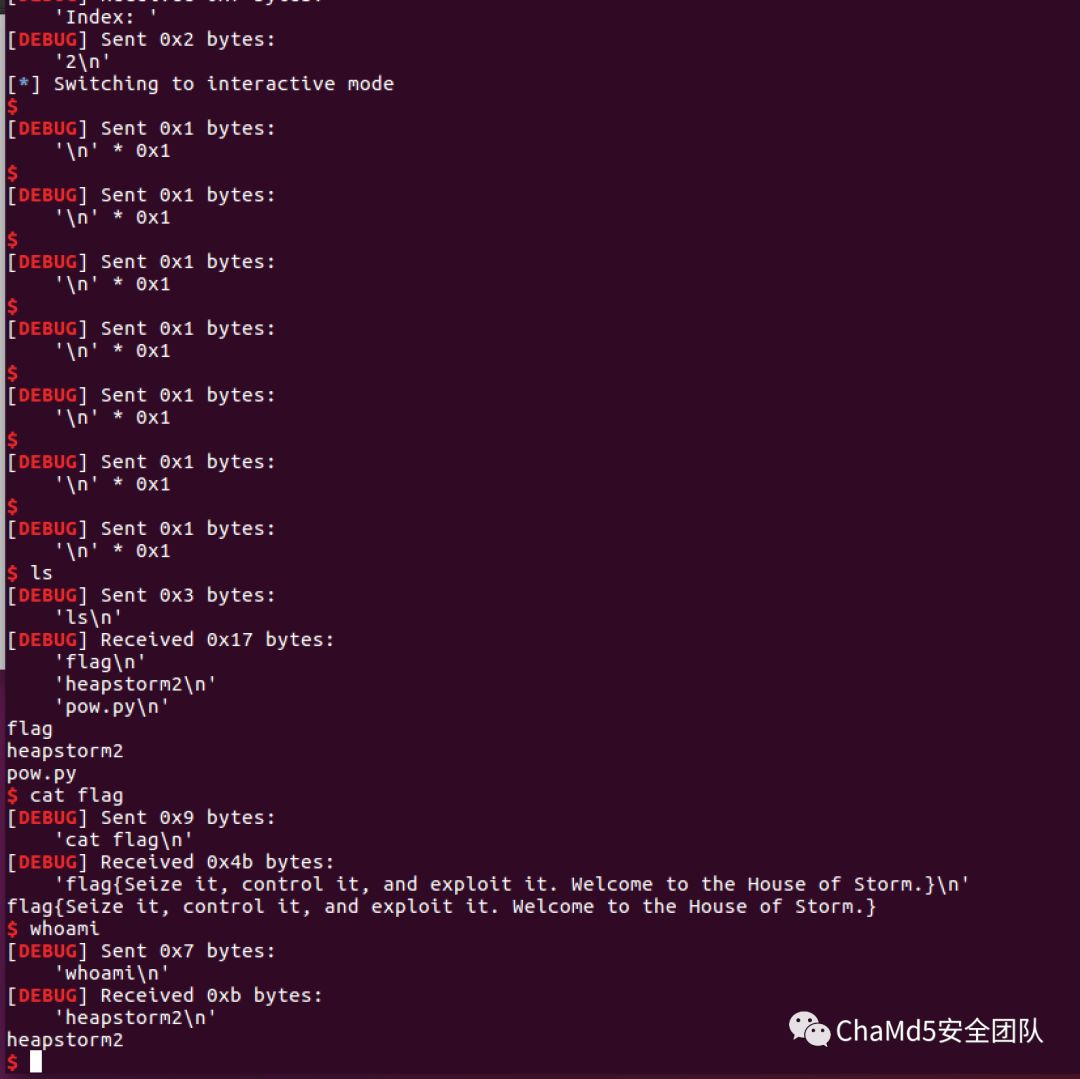 'Index: '
[DEBUG] Sent 0x2 bytes:
'2\n'
[*] Switching to interactive mode
$
[DEBUG] Sent 0x1 bytes:
'\n' * 0x1
$
[DEBUG] Sent 0x1 bytes:
'\n' * 0x1
$
[DEBUG] Sent 0x1 bytes:
'\n' * 0x1
$
[DEBUG] Sent 0x1 bytes:
'\n' * 0x1
$
[DEBUG] Sent 0x1 bytes:
'\n' * 0x1
$
[DEBUG] Sent 0x1 bytes:
'\n' * 0x1
$
[DEBUG] Sent 0x1 bytes:
'\n' * 0x1
$ ls
[DEBUG] Sent 0x3 bytes:
'ls\n'
[DEBUG] Received 0x17 bytes:
'flag\n'
'heapstorm2\n'
'pow.py\n'
flag
heapstorm2
pow.py
$ cat flag
[DEBUG] Sent 0x9 bytes:
'cat flag\n'
[DEBUG] Received 0x4b bytes:
'flag{Seize it, control it, and exploit it. Welcome to the House of Storm.}\n'
flag{Seize it, control it, and exploit it. Welcome to the House of Storm.}
$ whoami
[DEBUG] Sent 0x7 bytes:
'whoami\n'
[DEBUG] Received 0xb bytes:
'heapstorm2\n'
heapstorm2
$
ChaMd5安全团队